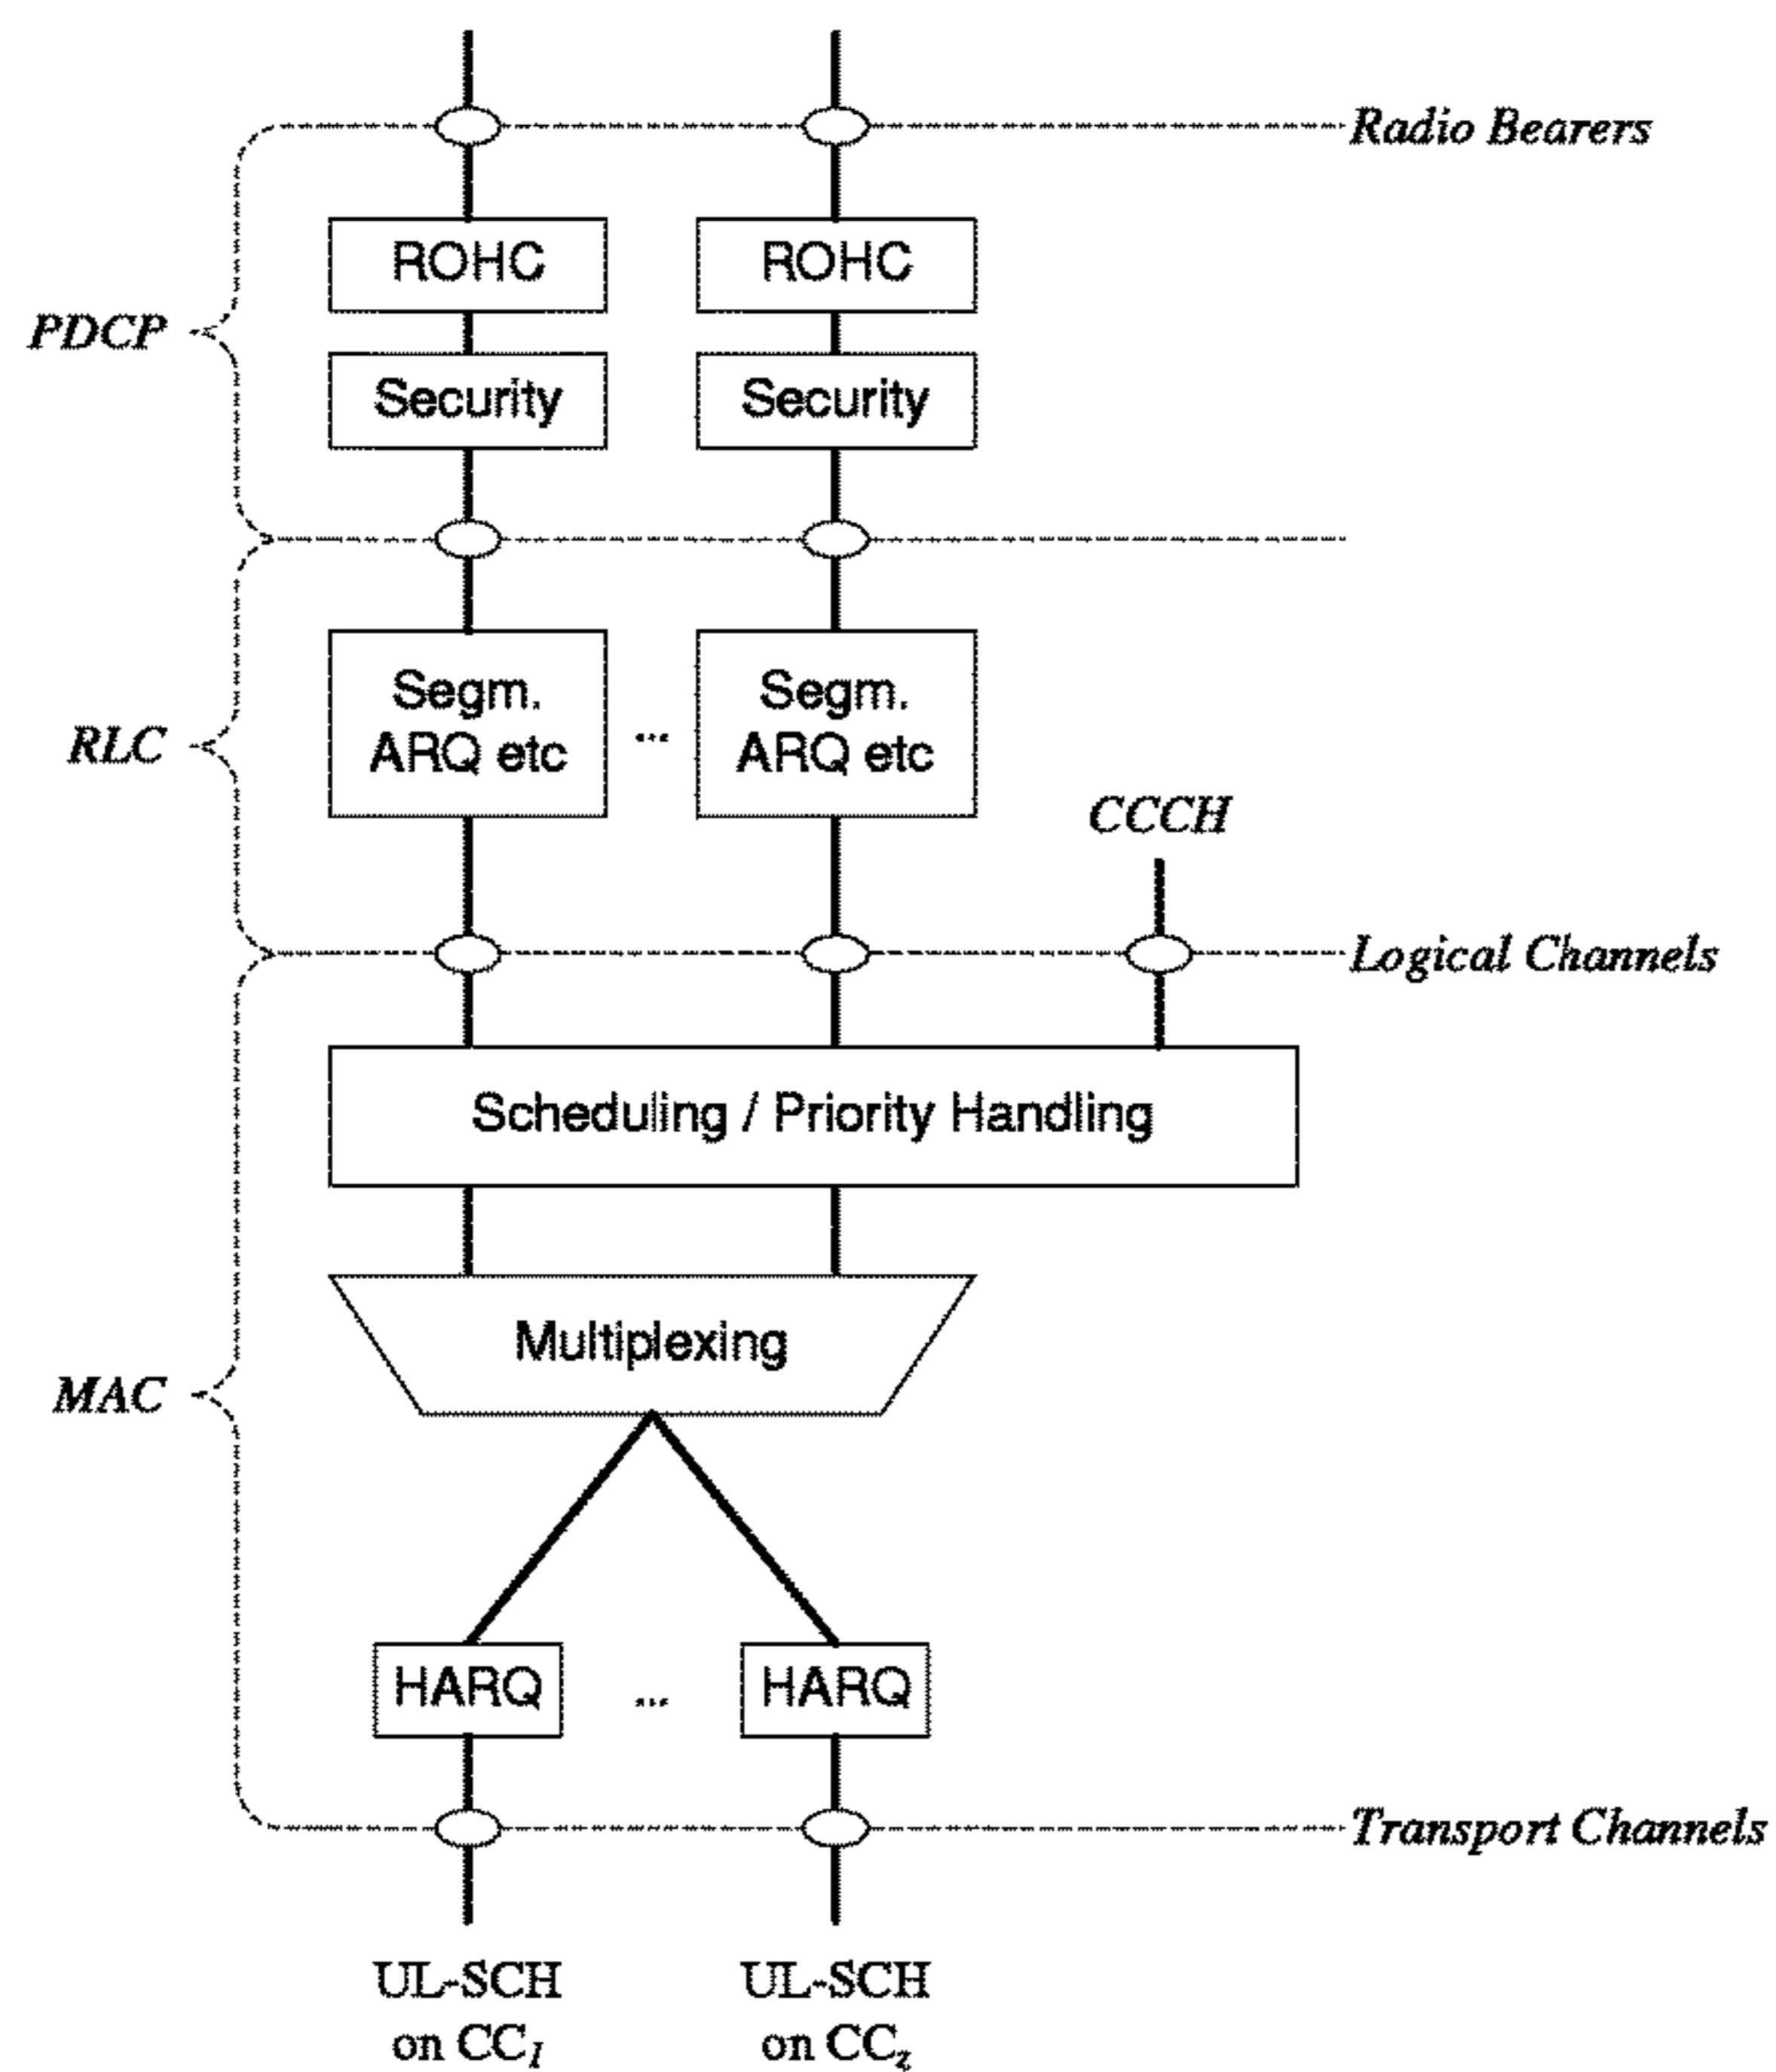 Radio Bearers
ROHC ROHC
PDCP
Security Security
Segm. Segm.
RLC
ARQ etc ... ARQ etc
CCCH
Logical Channels
Scheduling / Priority Handling
Multiplexing
MAC
HARQ ... HARQ
Transport Channels
UL-SCH UL-SCH
on CC1 on CCz